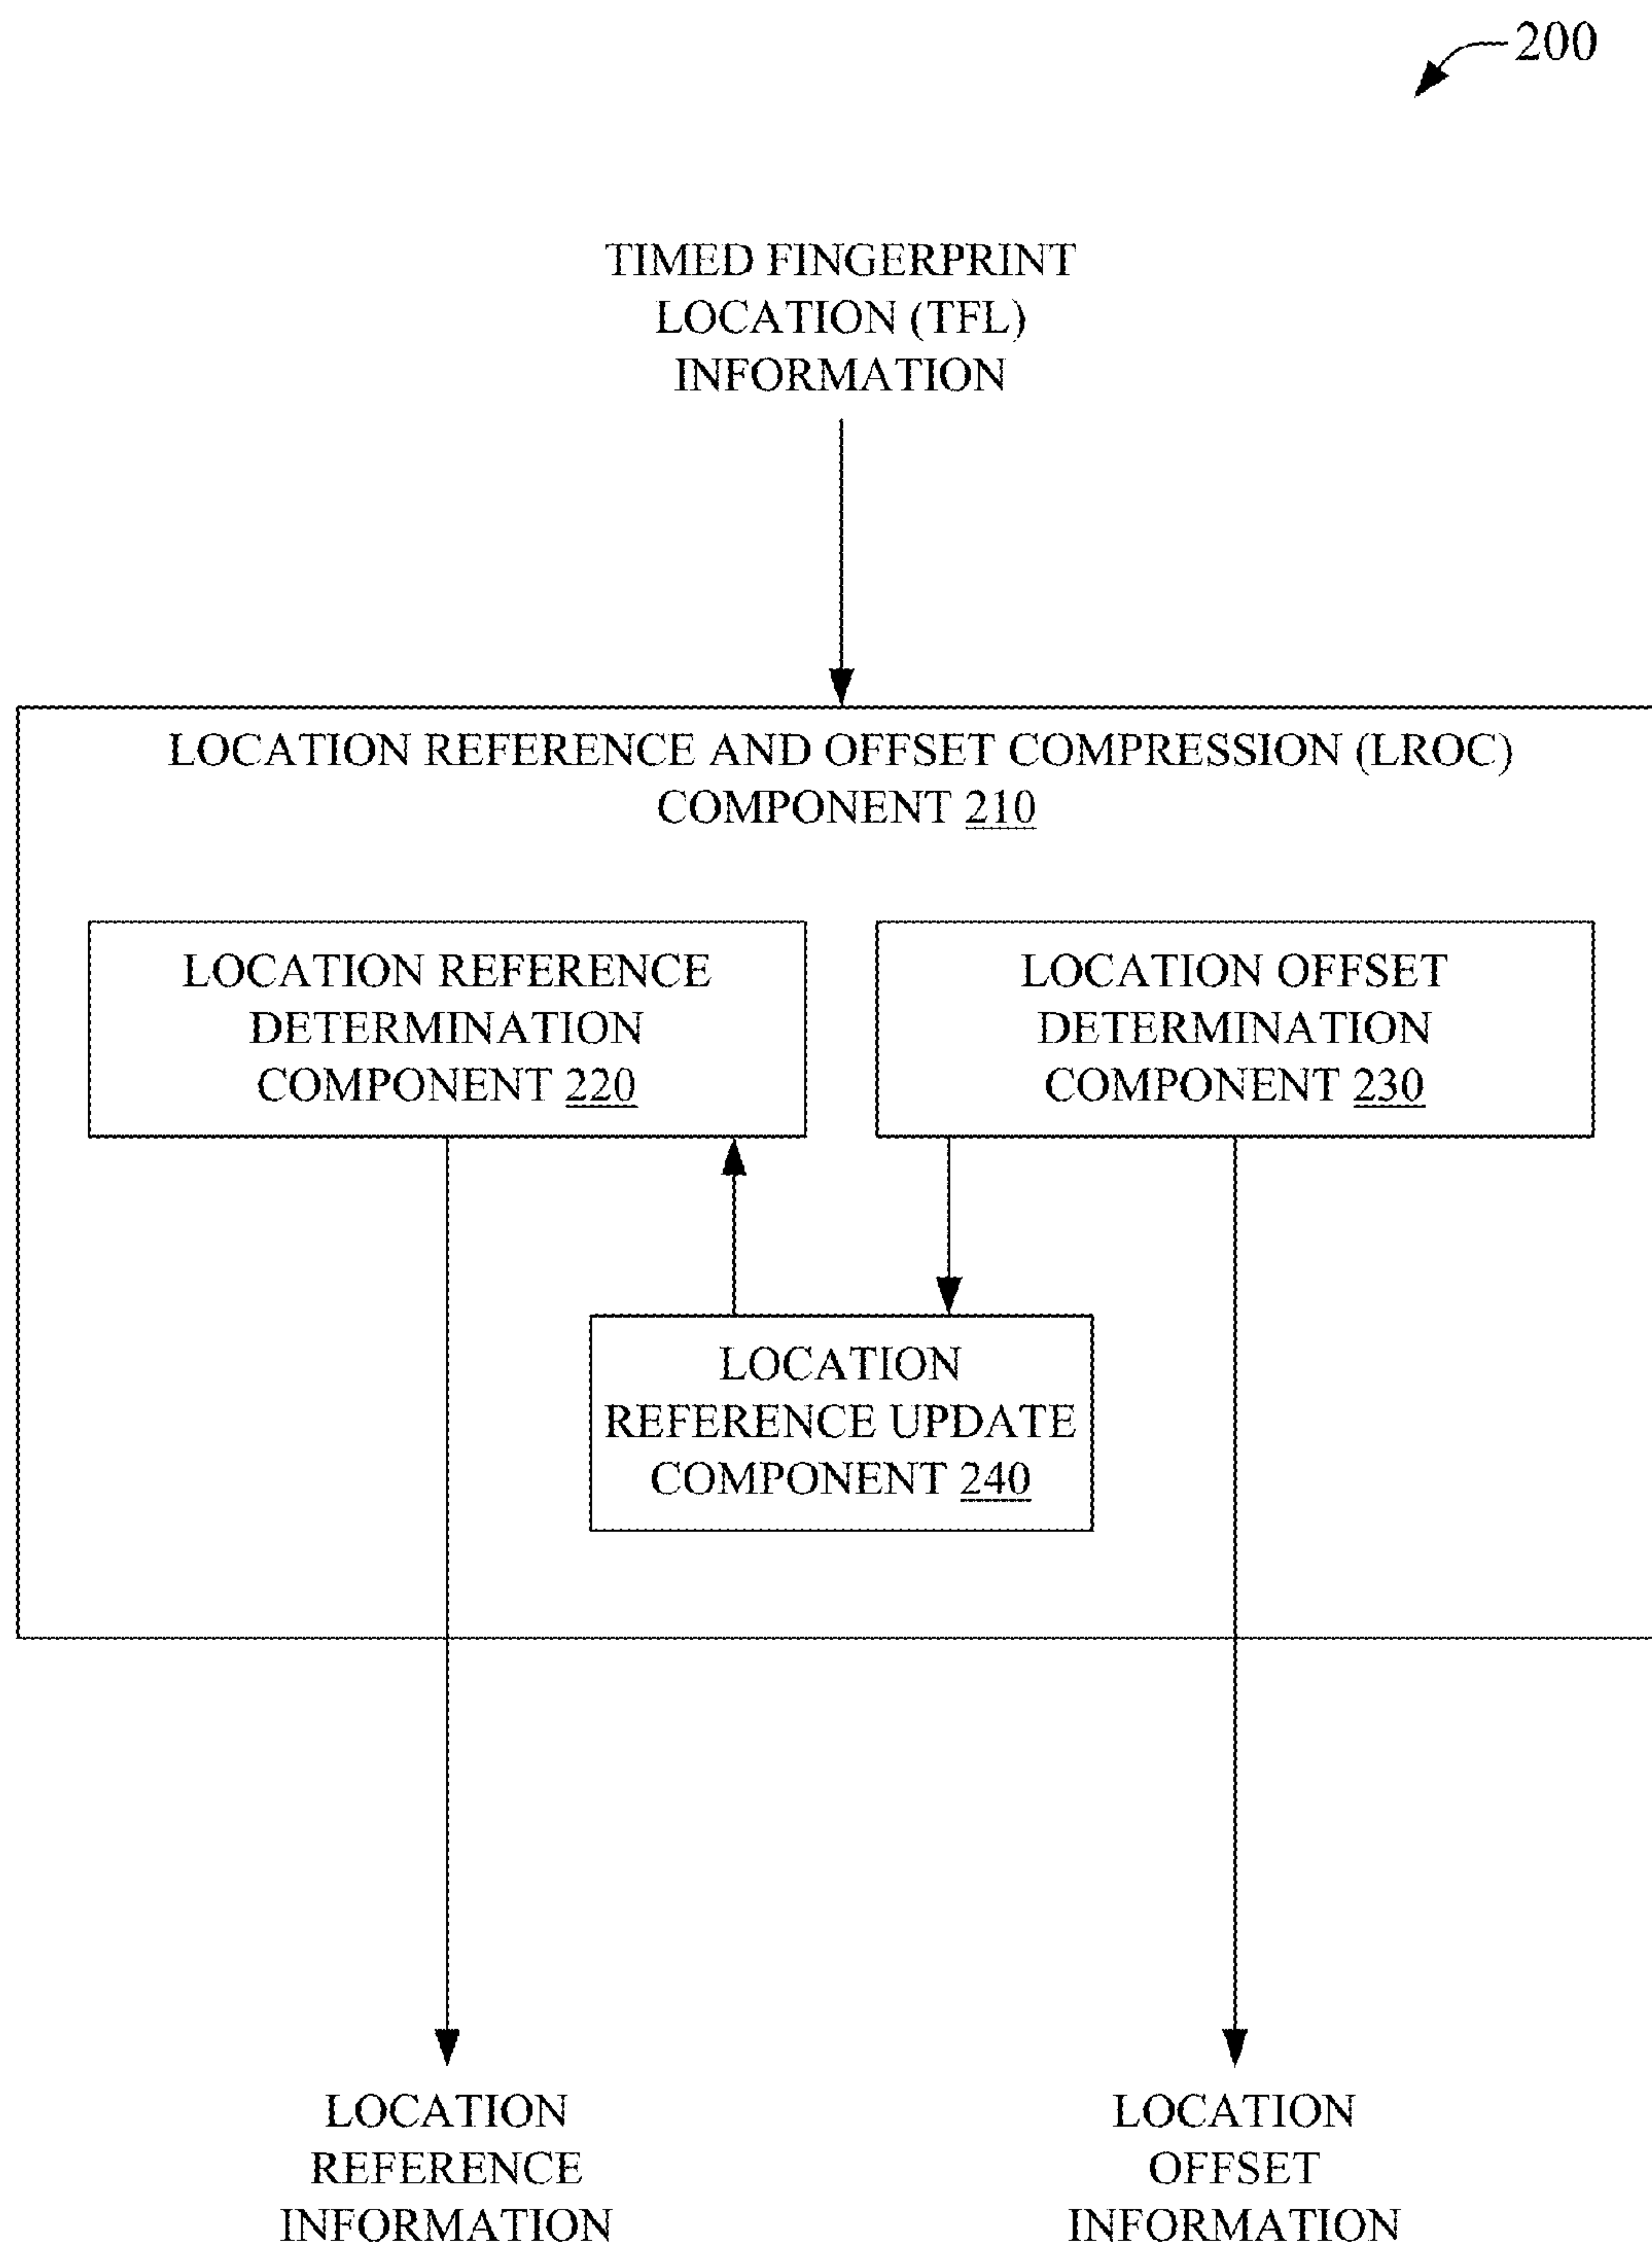 200
TIMED FINGERPRINT
LOCATION (TFL)
INFORMATION
LOCATION REFERENCE AND OFFSET COMPRESSION (LROC)
COMPONENT 210
LOCATION REFERENCE
DETERMINATION
COMPONENT 220
LOCATION OFFSET
DETERMINATION
COMPONENT 230
LOCATION
REFERENCE UPDATE
COMPONENT 240
LOCATION
REFERENCE
INFORMATION
LOCATION
OFFSET
INFORMATION